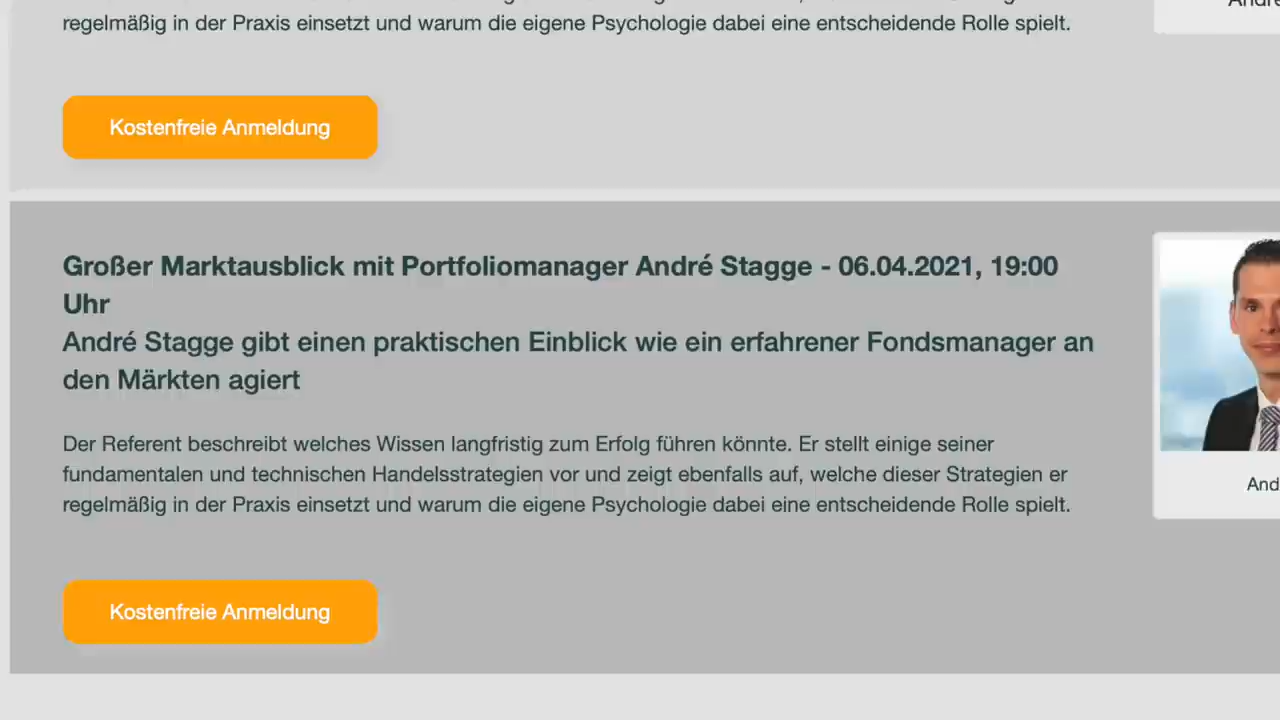 regelmäßig in der Praxis einsetzt und warum die eigene Psychologie dabei eine entscheidende Rolle spielt.
Kostenfreie Anmeldung
Großer Marktausblick mit Portfoliomanager André Stagge - 06.04.2021, 19:00
Uhr
André Stagge gibt einen praktischen Einblick wie ein erfahrener Fondsmanager an
den Märkten agiert
Der Referent beschreibt welches Wissen langfristig zum Erfolg führen könnte. Er stellt einige seiner
fundamentalen und technischen Handelsstrategien vor und zeigt ebenfalls auf, welche dieser Strategien er
regelmäßig in der Praxis einsetzt und warum die eigene Psychologie dabei eine entscheidende Rolle spielt.
And
Kostenfreie Anmeldung